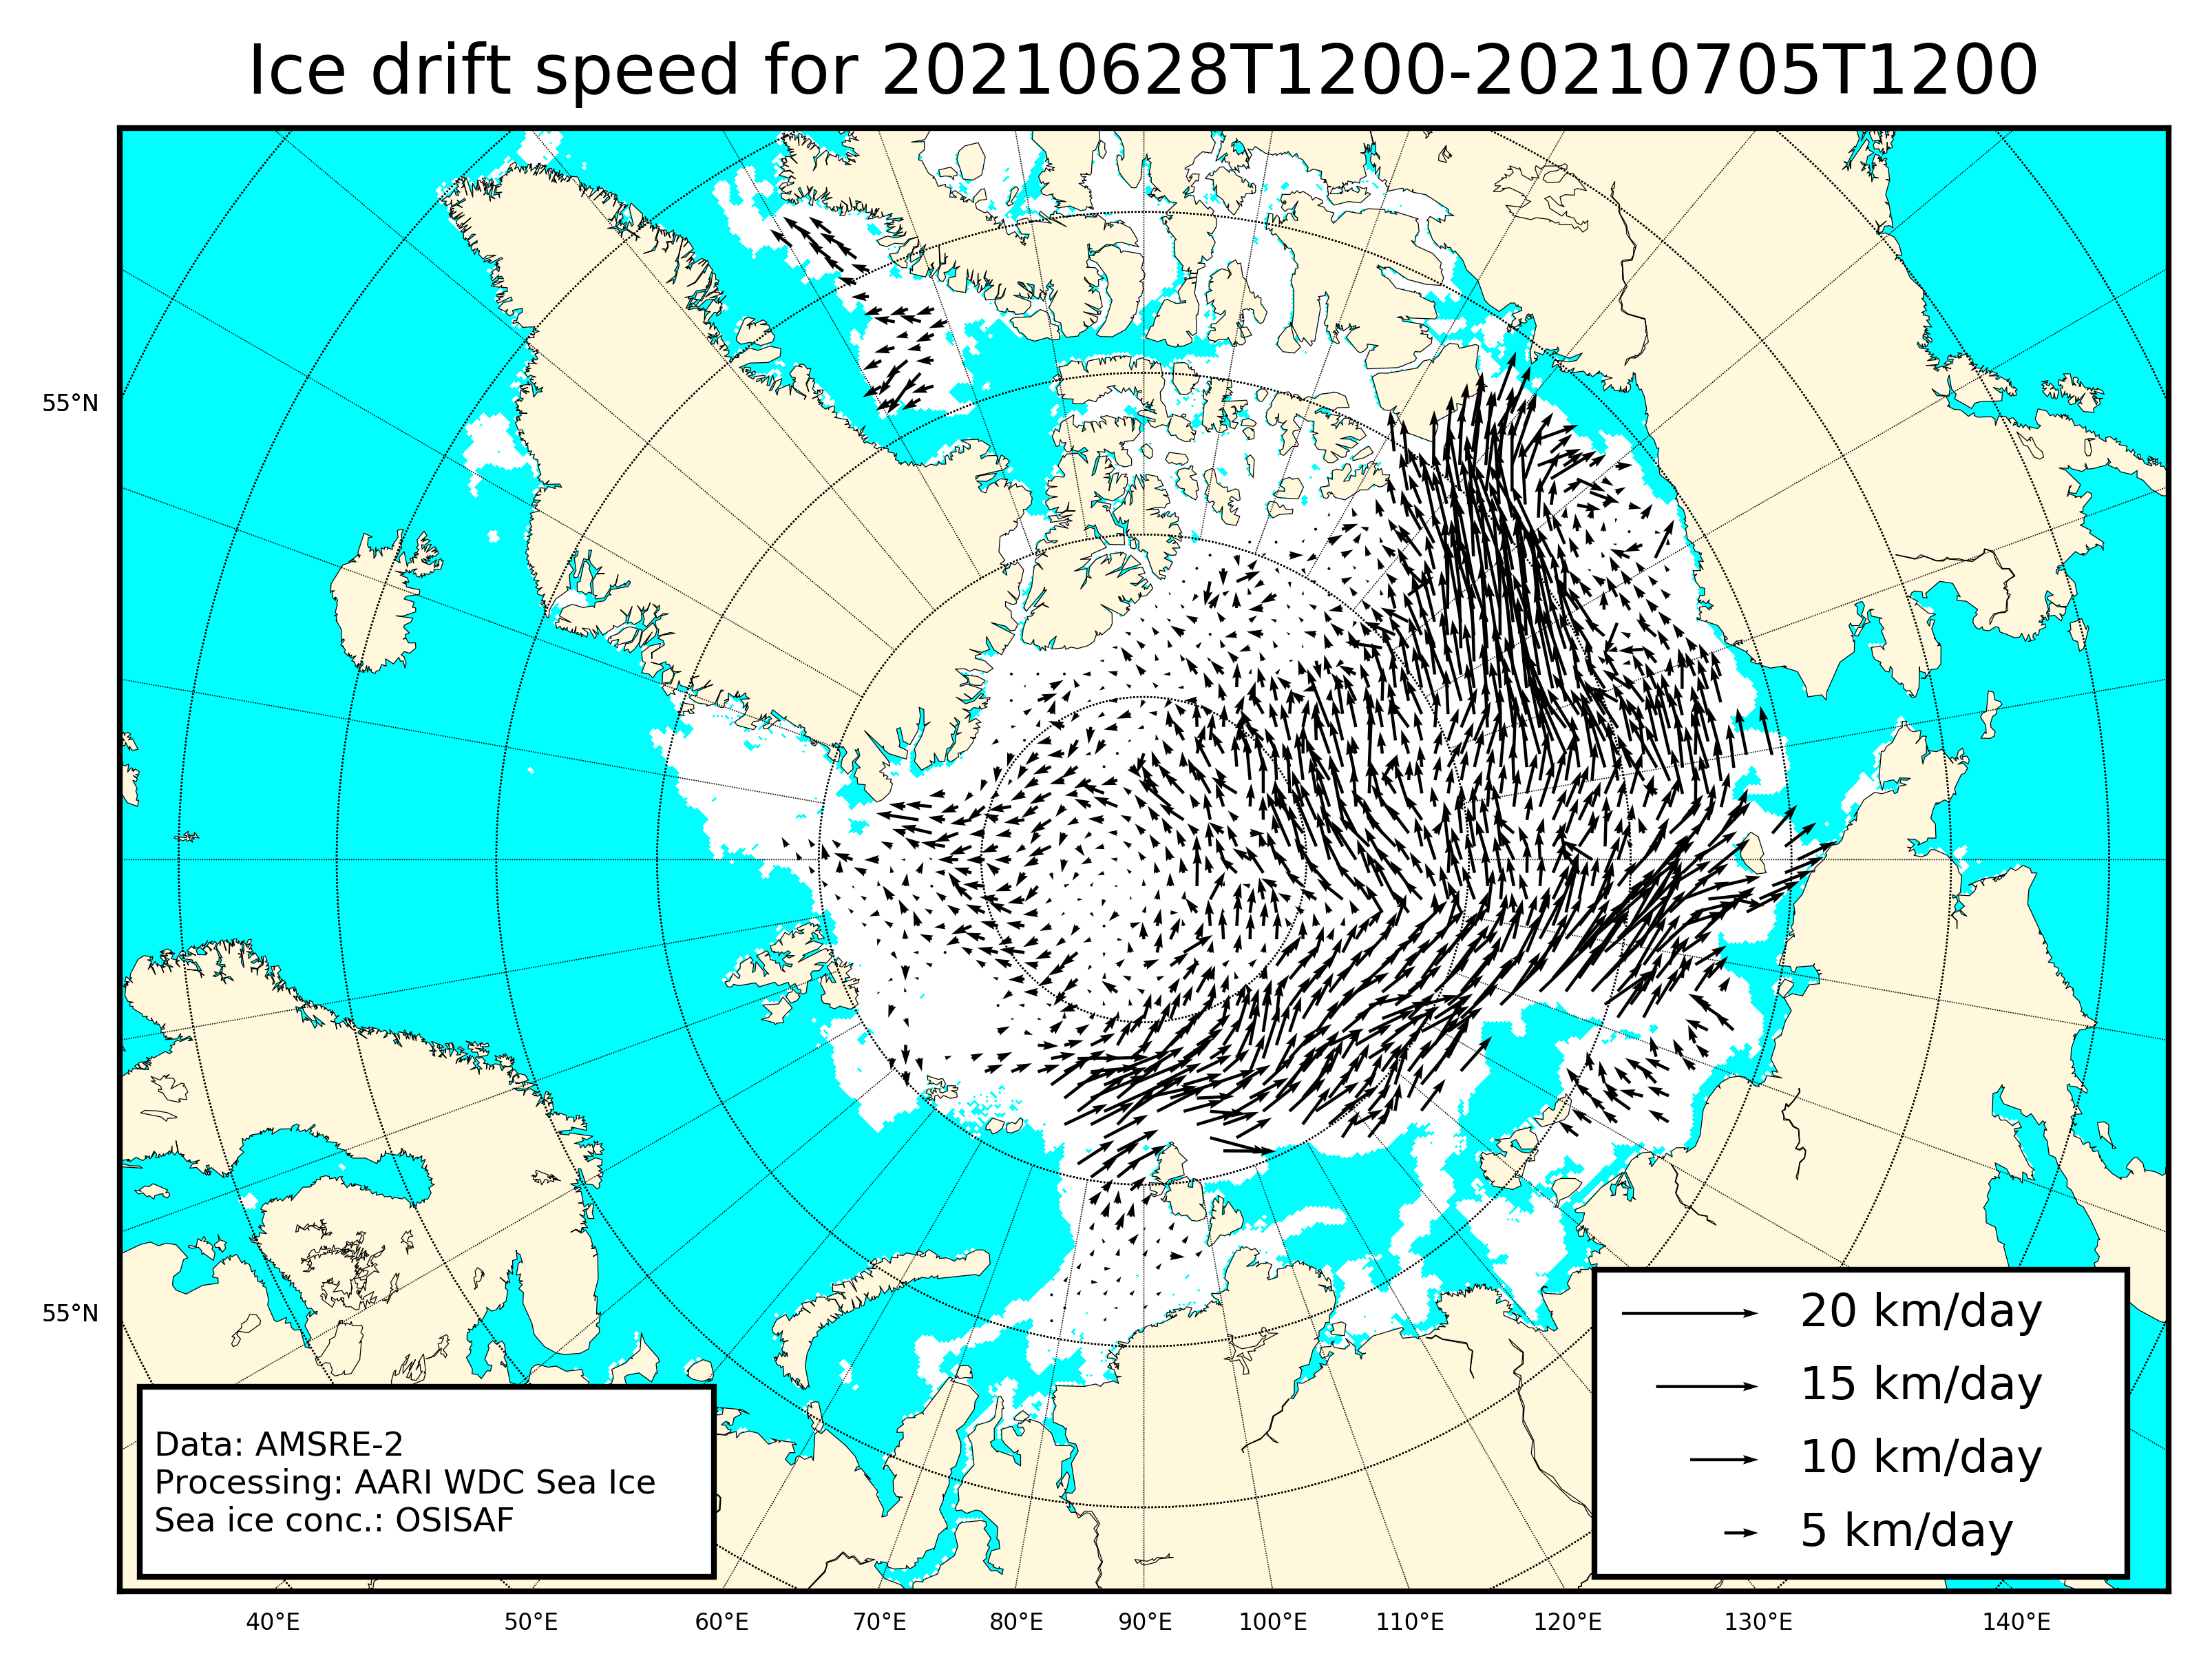 Ice drift speed for 20210628T1200-20210705T1200
55°N
55°N
20 km/day
15 km/day
10 km/day
5 km/day
Data: AMSRE-2
Processing: AARI WDC Sea Ice
Sea ice conc.: OSISAF
40°E 50°E 60°E 70°E 80°E 90°E 100°E 110°E 120°E 130°E 140°E